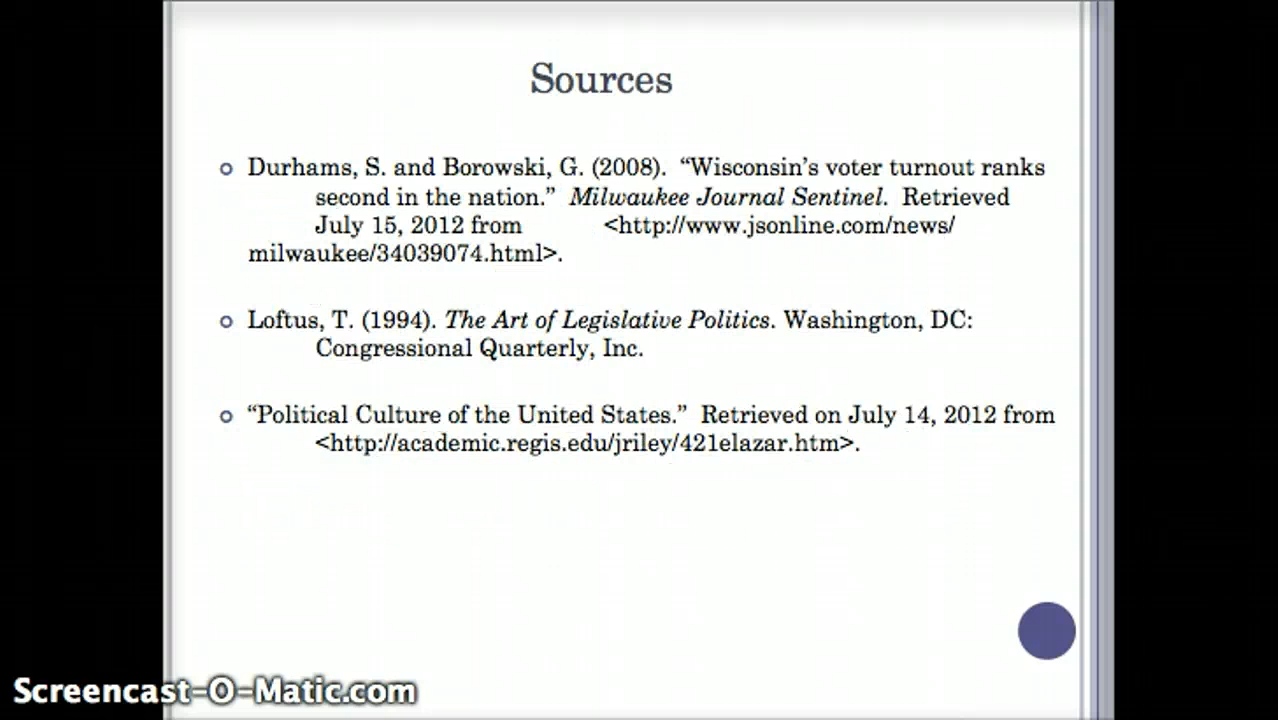 Sources
Durhams, S. and Borowski, G. (2008). “Wisconsin’s voter turnout ranks
second in the nation.” Milwaukee Journal Sentinel. Retrieved
July 15, 2012 from <http://www.jsonline.com/news/
milwaukee/34039074.html>.
Loftus, T. (1994). The Art of Legislative Politics. Washington, DC:
Congressional Quarterly, Inc.
“Political Culture of the United States.” Retrieved on July 14, 2012 from
<http://academic.regis.edu/jriley/421elazar.htm>.
Screencast-O-Matic.com